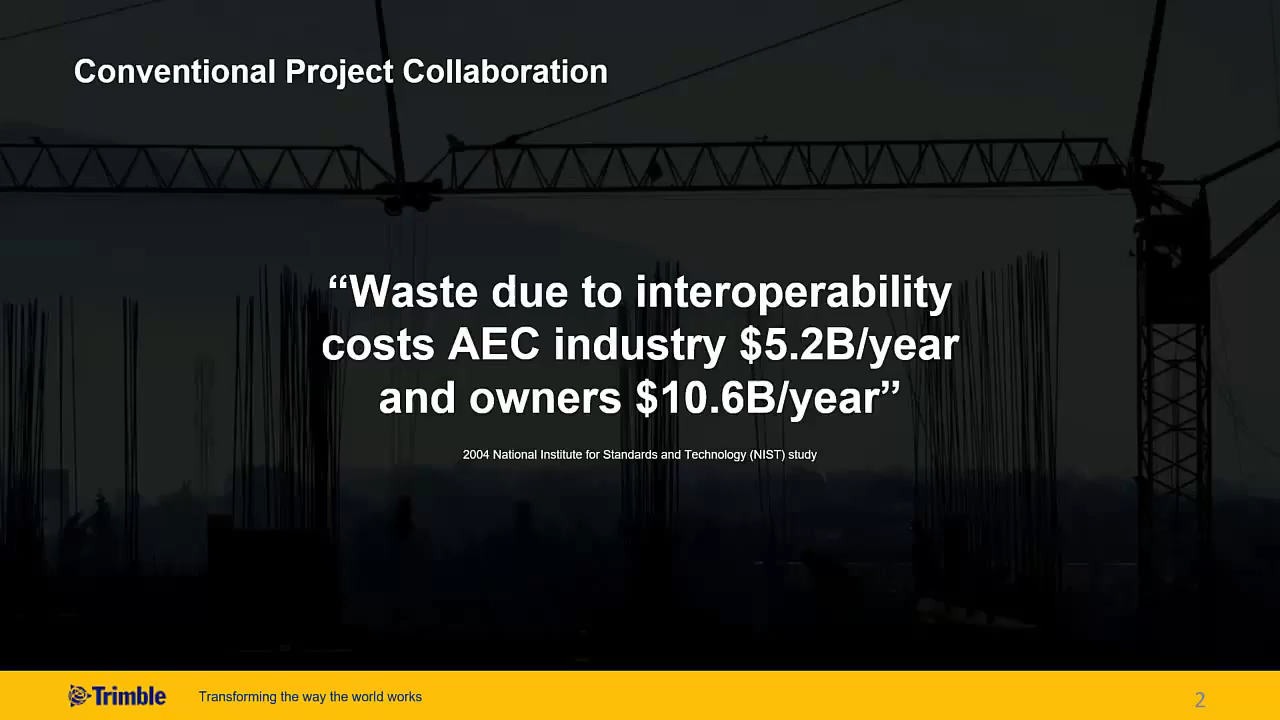 Conventional Project Collaboration
“Waste due to interoperability
costs AEC industry $5.2B/year
and owners $10.6B/year”
2004 National Institute for Standards and Technology (NIST) study
Trimble
Transforming the way the world works
2